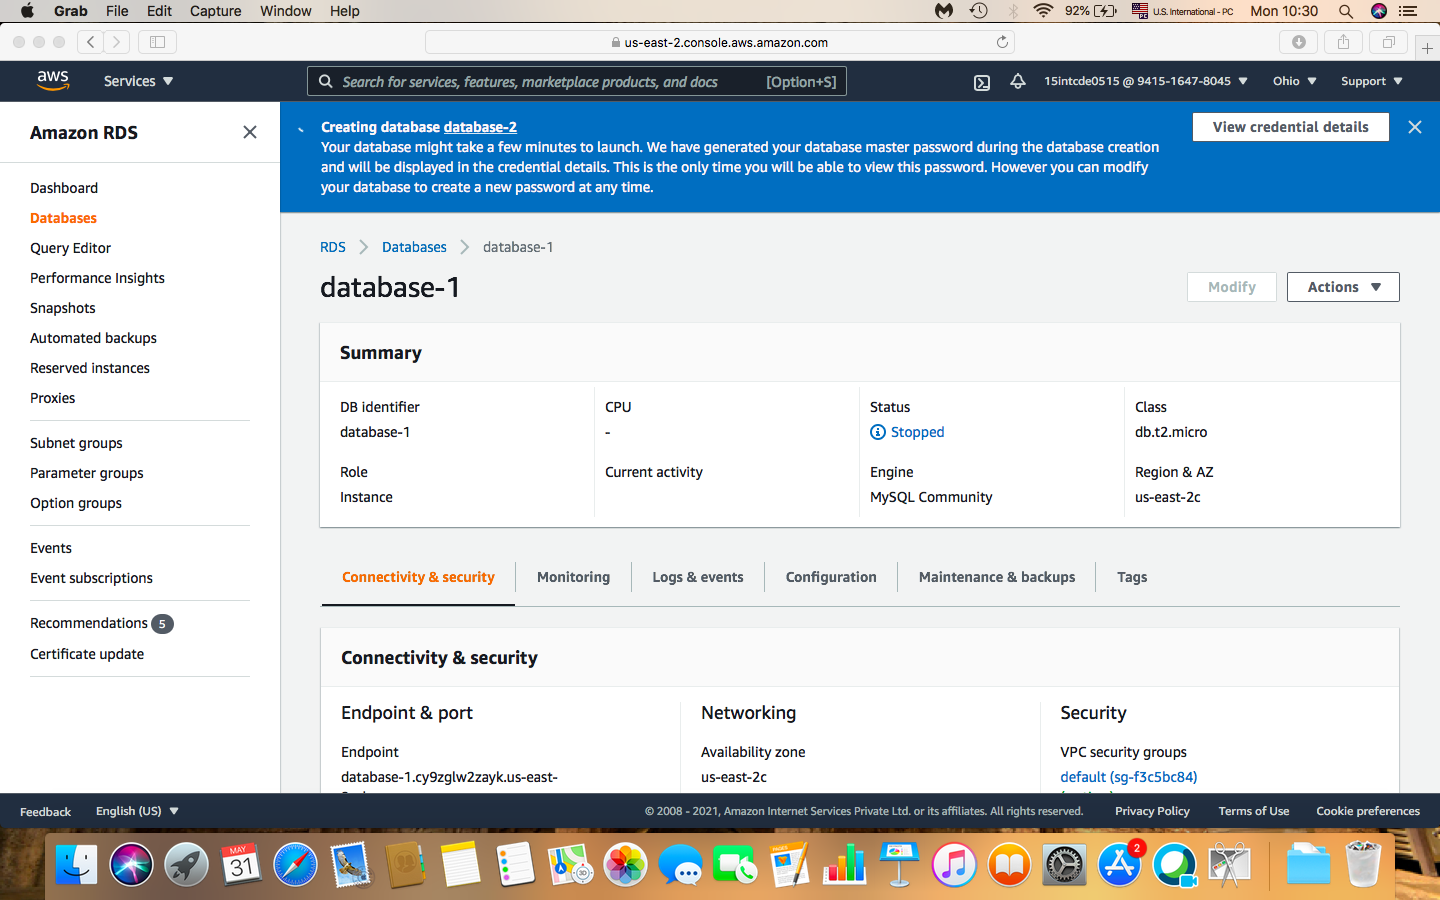 Grab File Edit Capture Window Help 92% U.S. International - PC Mon 10:30
us-east-2.console.aws.amazon.com
aws Services Search for services, features, marketplace products, and docs [Option+S] 15intcde0515 @ 9415-1647-8045 Ohio Support
Amazon RDS
Dashboard
Databases
Query Editor
Performance Insights
Snapshots
Automated backups
Reserved instances
Proxies
Subnet groups
Parameter groups
Option groups
Events
Event subscriptions
Recommendations 5
Certificate update
Creating database database-2
Your database might take a few minutes to launch. We have generated your database master password during the database creation
and will be displayed in the credential details. This is the only time you will be able to view this password. However you can modify
your database to create a new password at any time.
View credential details
RDS Databases database-1
database-1
Modify Actions
Summary
DB identifier
database-1
CPU
-
Status
Stopped
Class
db.t2.micro
Role
Instance
Current activity
Engine
MySQL Community
Region & AZ
us-east-2c
Connectivity & security Monitoring Logs & events Configuration Maintenance & backups Tags
Connectivity & security
Endpoint & port
Endpoint
database-1.cy9zglw2zayk.us-east-
Networking
Availability zone
us-east-2c
Security
VPC security groups
default (sg-f3c5bc84)
Feedback English (US) © 2008 - 2021, Amazon Internet Services Private Ltd. or its affiliates. All rights reserved. Privacy Policy Terms of Use Cookie preferences
MAY
31
PAGES
3D
2